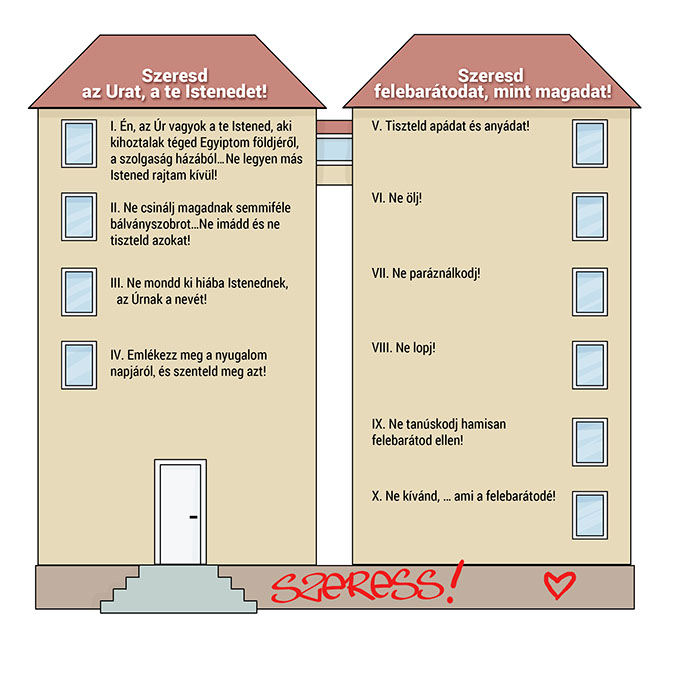 Szeresd
az Urat, a te Istenedet!
I. Én, az Úr vagyok a te Istened, aki
kihoztalak téged Egyiptom földjéről,
a szolgaság házából...Ne legyen más
Istened rajtam kívül!
II. Ne csinálj magadnak semmiféle
bálványszobrot...Ne imádd és ne
tiszteld azokat!
III. Ne mondd ki hiába Istenednek,
az Úrnak a nevét!
IV. Emlékezz meg a nyugalom
napjáról, és szenteld meg azt!
Szeresd
felebarátodat, mint magadat!
V. Tiszteld apádat és anyádat!
VI. Ne ölj!
VII. Ne paráználkodj!
VIII. Ne lopj!
IX. Ne tanúskodj hamisan
felebarátod ellen!
X. Ne kívánd, ... ami a felebarátodé!
SZERESS!